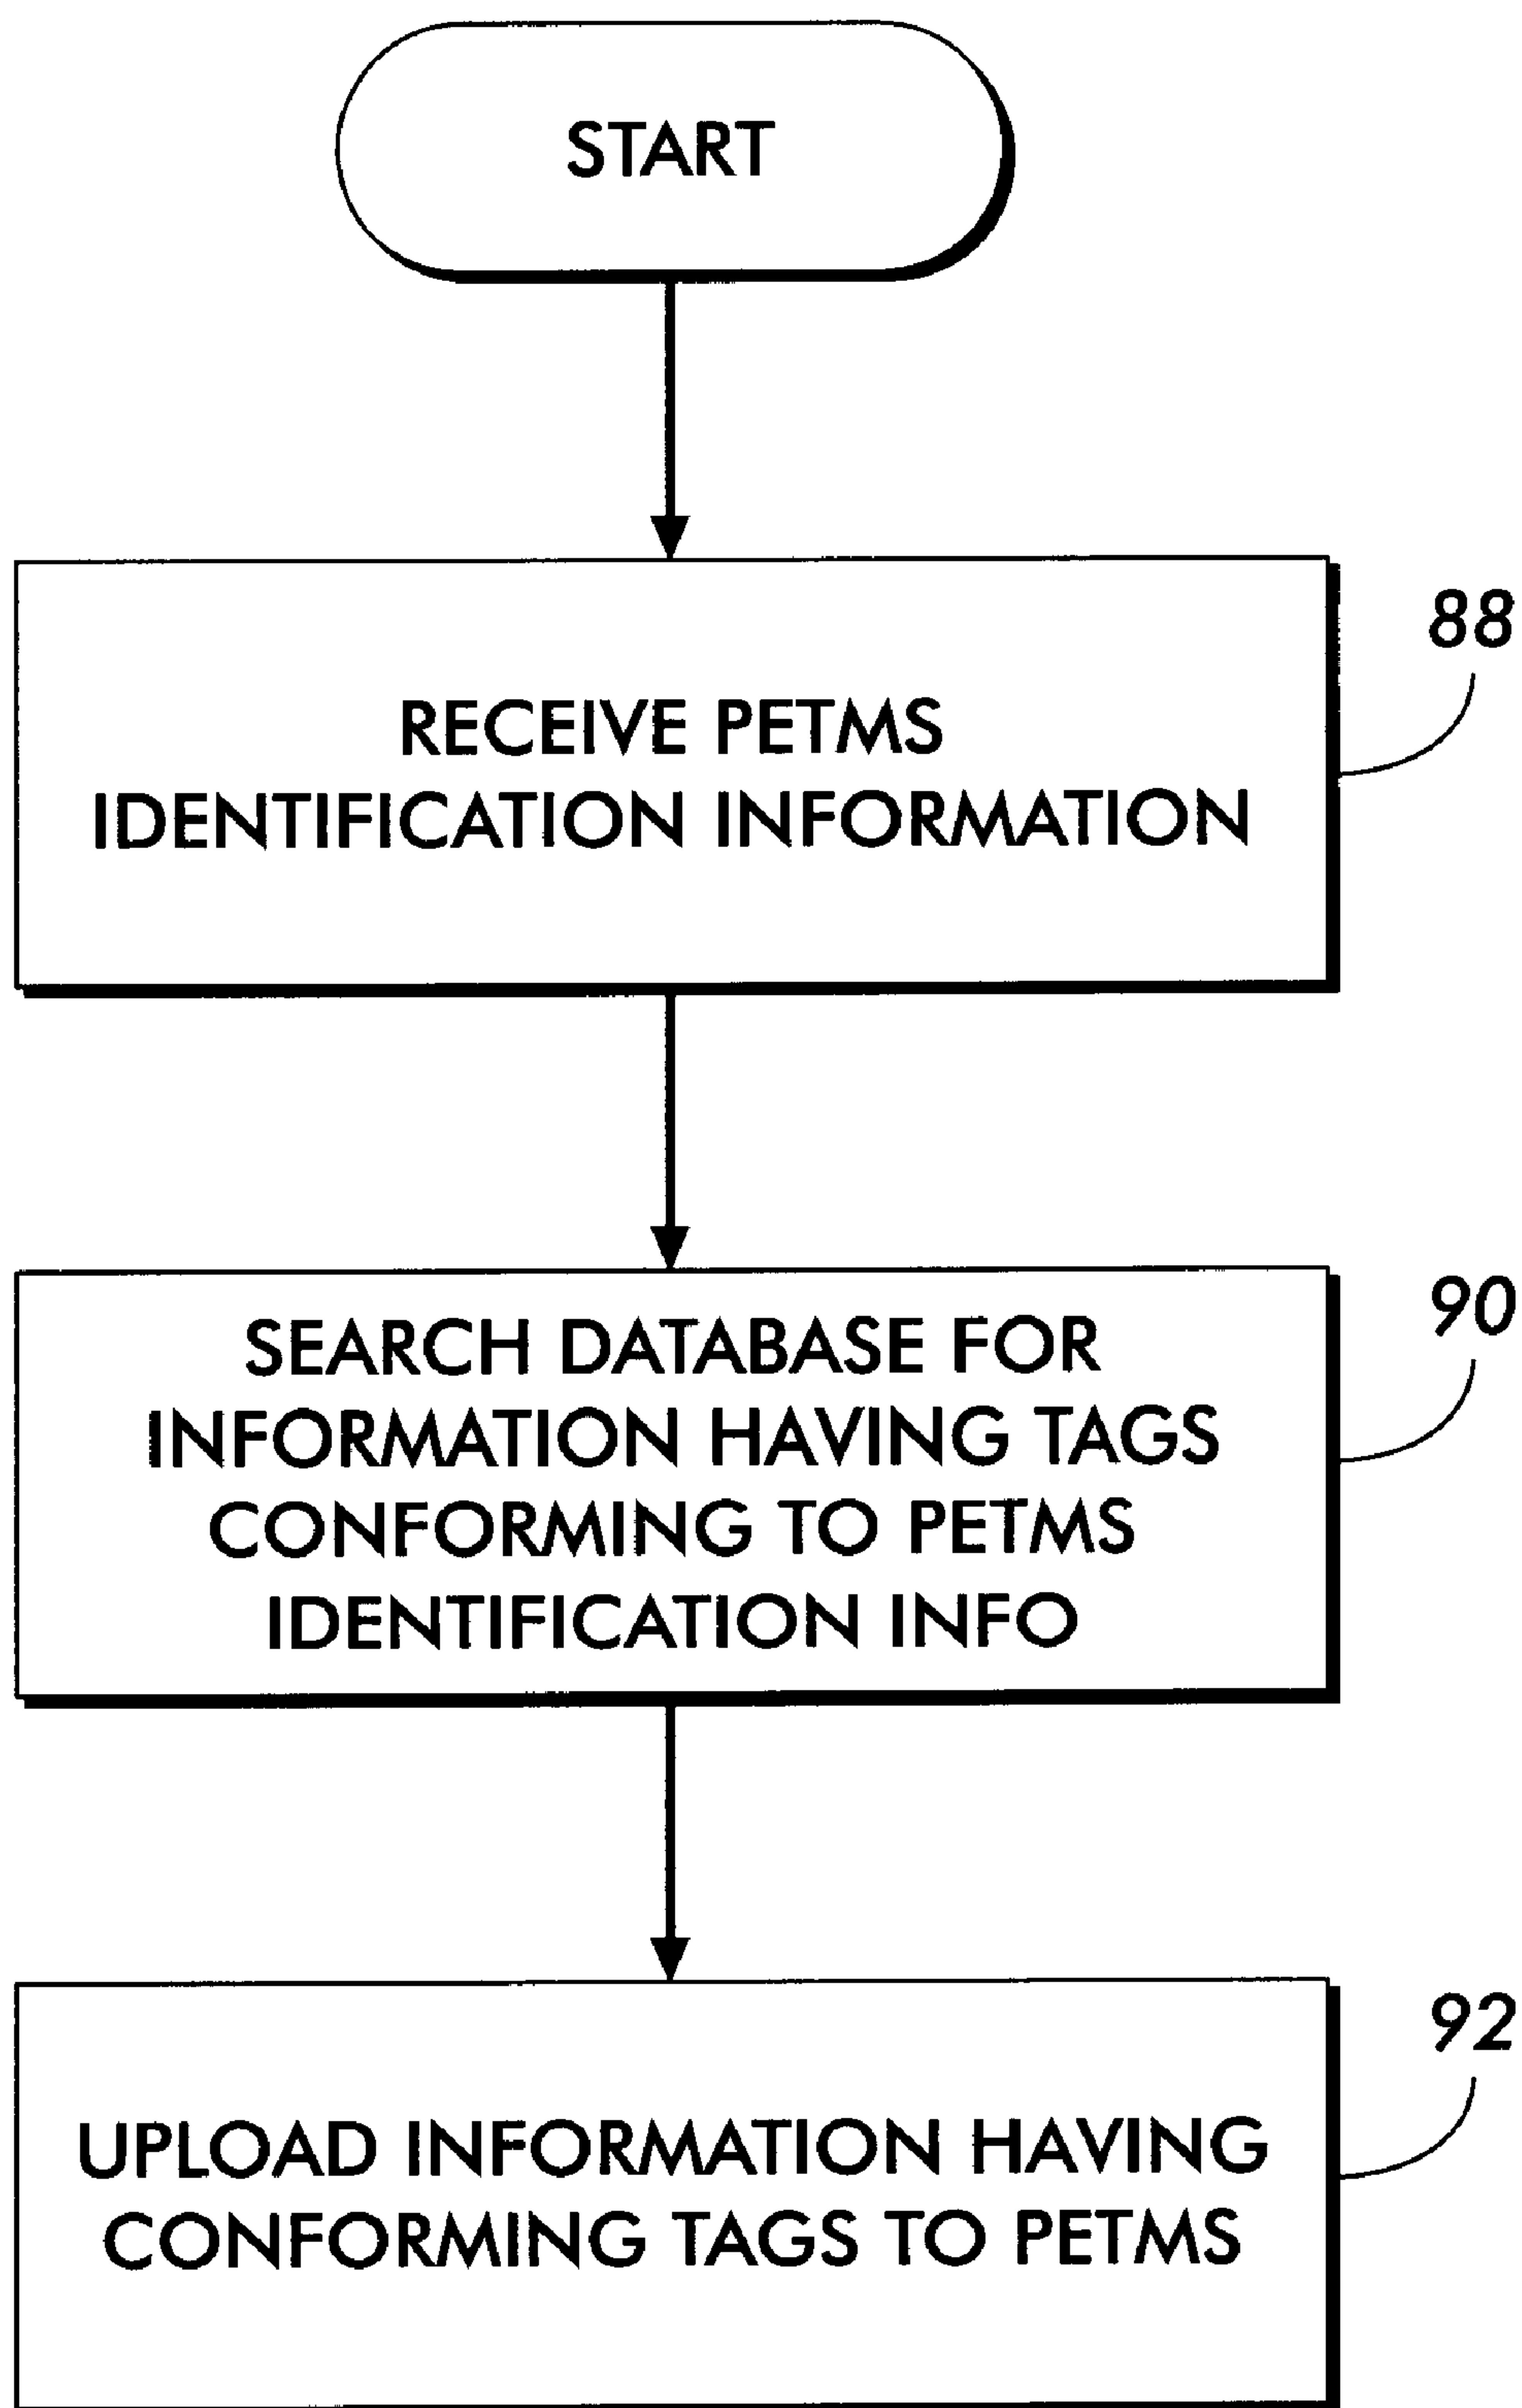 START
88
RECEIVE PETMS
IDENTIFICATION INFORMATION
90
SEARCH DATABASE FOR
INFORMATION HAVING TAGS
CONFORMING TO PETMS
IDENTIFICATION INFO
92
UPLOAD INFORMATION HAVING
CONFORMING TAGS TO PETMS